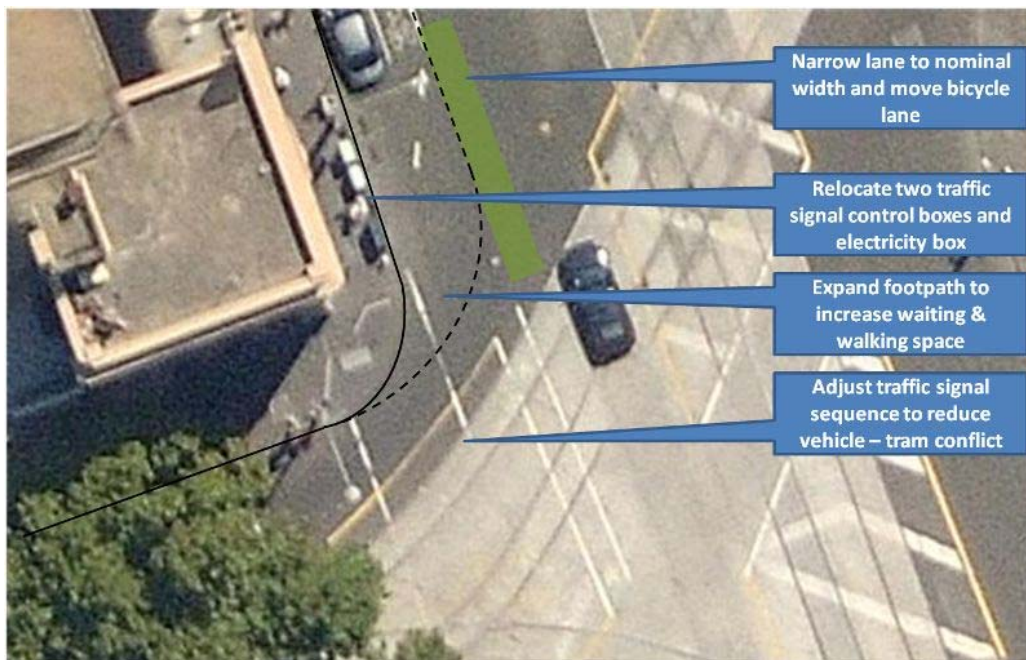 Narrow lane to nominal
width and move bicycle
lane
Relocate two traffic
signal control boxes and
electricity box
Expand footpath to
increase waiting &
walking space
Adjust traffic signal
sequence to reduce
vehicle – tram conflict